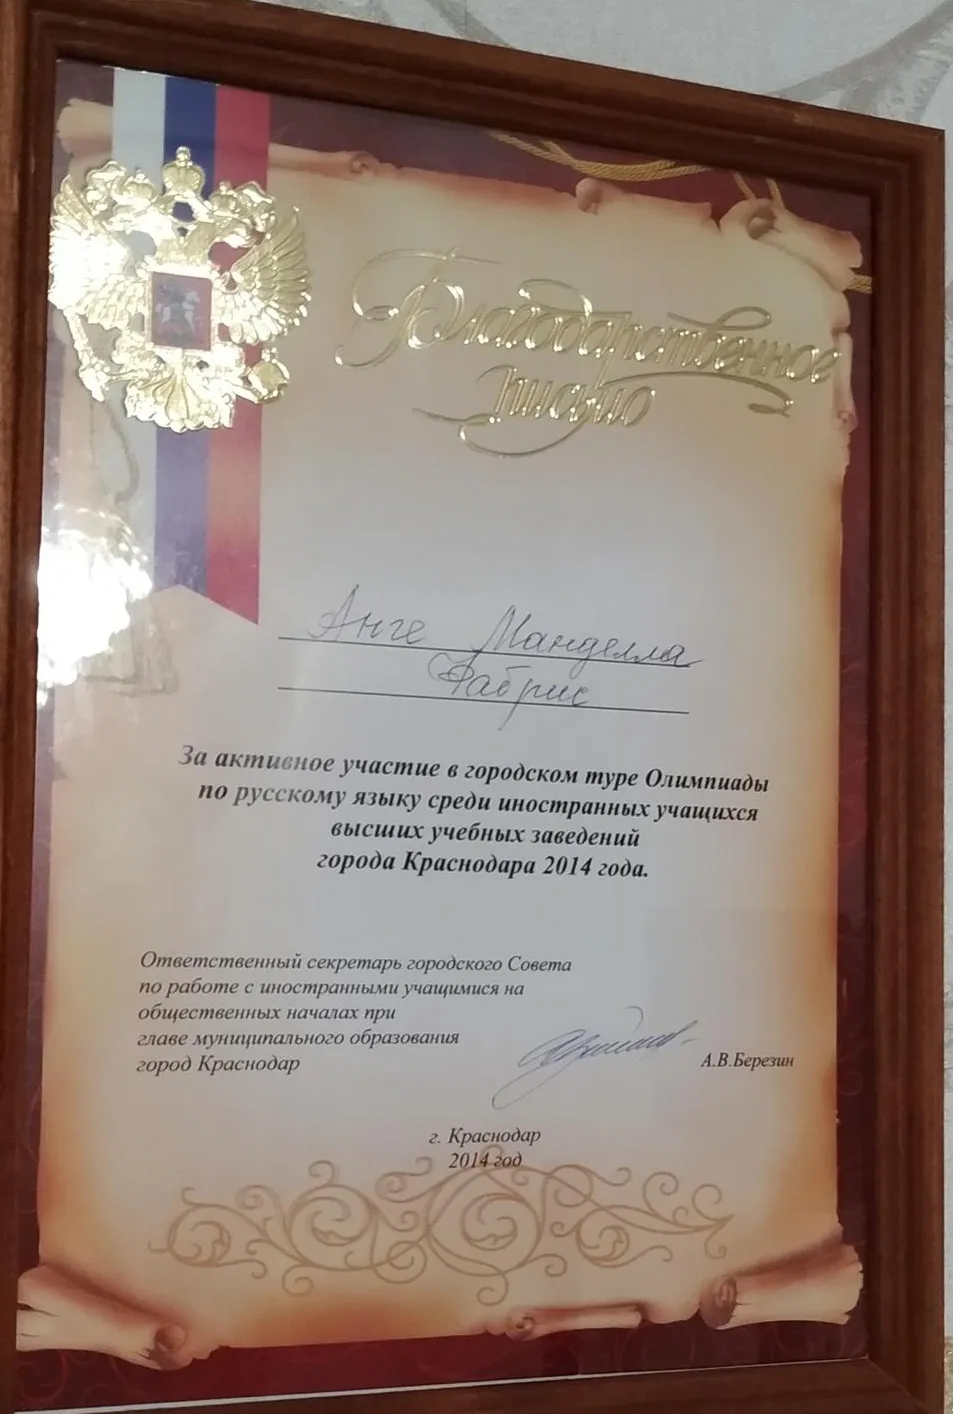 Благодарственное
письмо
Анге Манделла
Фабрис
За активное участие в городском туре Олимпиады
по русскому языку среди иностранных учащихся
высших учебных заведений
города Краснодара 2014 года.
Ответственный секретарь городского Совета
по работе с иностранными учащимися на
общественных началах при
главе муниципального образования
город Краснодар
А.В.Березин
г. Краснодар
2014 год